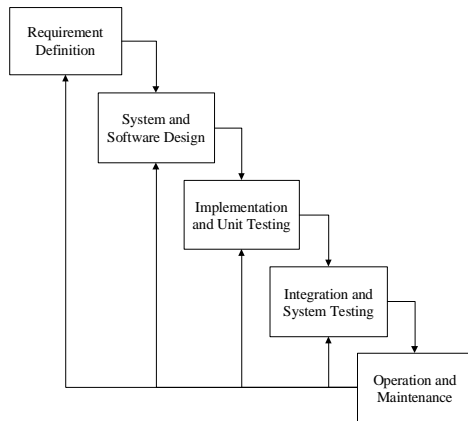 Requirement
Definition
System and
Software Design
Implementation
and Unit Testing
Integration and
System Testing
Operation and
Maintenance